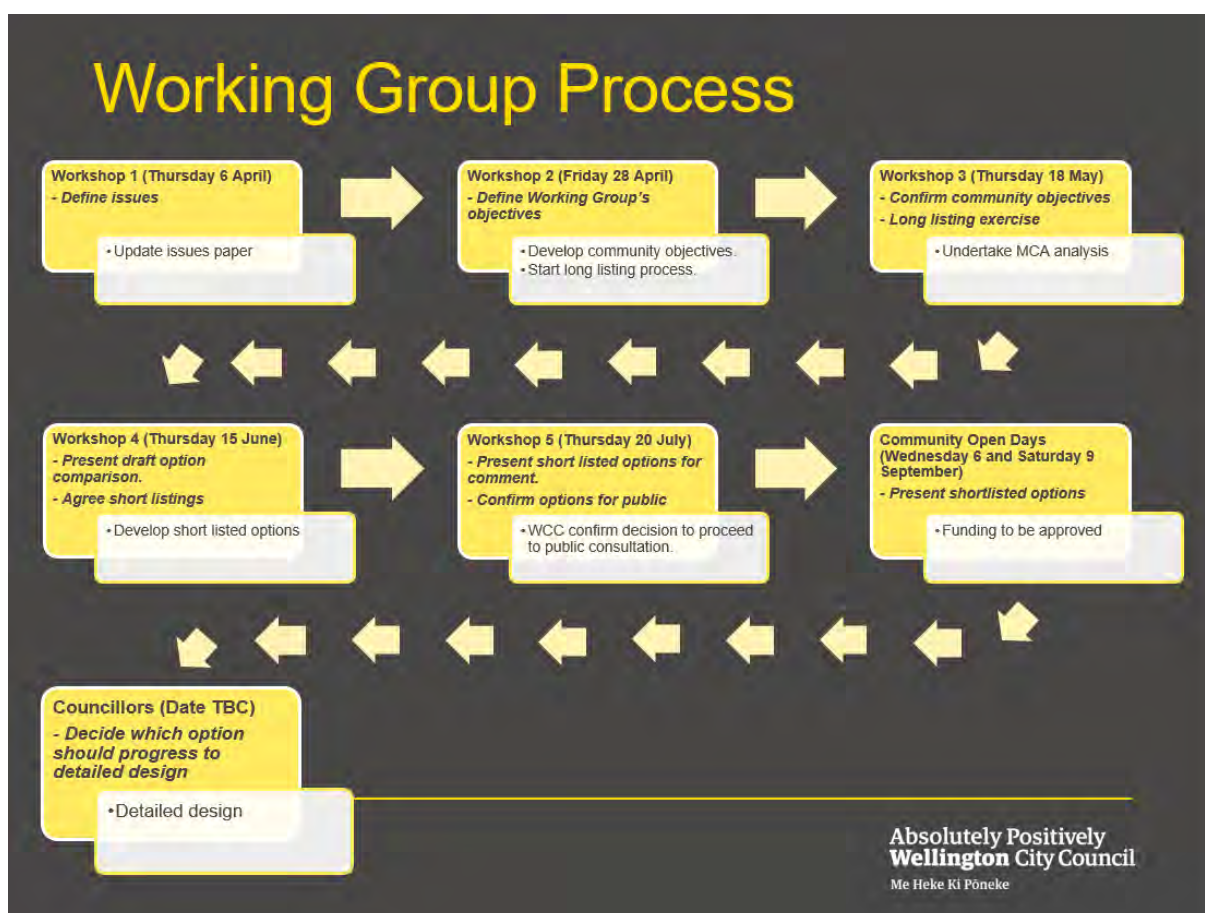 Working Group Process
Workshop 1 (Thursday 6 April)
- Define issues
•Update issues paper
Workshop 2 (Friday 28 April)
- Define Working Group's
objectives
•Develop community objectives.
•Start long listing process.
Workshop 3 (Thursday 18 May)
- Confirm community objectives
- Long listing exercise
•Undertake MCA analysis
Workshop 4 (Thursday 15 June)
- Present draft option
comparison.
- Agree short listings
•Develop short listed options
Workshop 5 (Thursday 20 July)
- Present short listed options for
comment.
- Confirm options for public
•WCC confirm decision to proceed
to public consultation.
Community Open Days
(Wednesday 6 and Saturday 9
September)
- Present shortlisted options
•Funding to be approved
Councillors (Date TBC)
- Decide which option
should progress to
detailed design
•Detailed design
Absolutely Positively
Wellington City Council
Me Heke Ki Pōneke